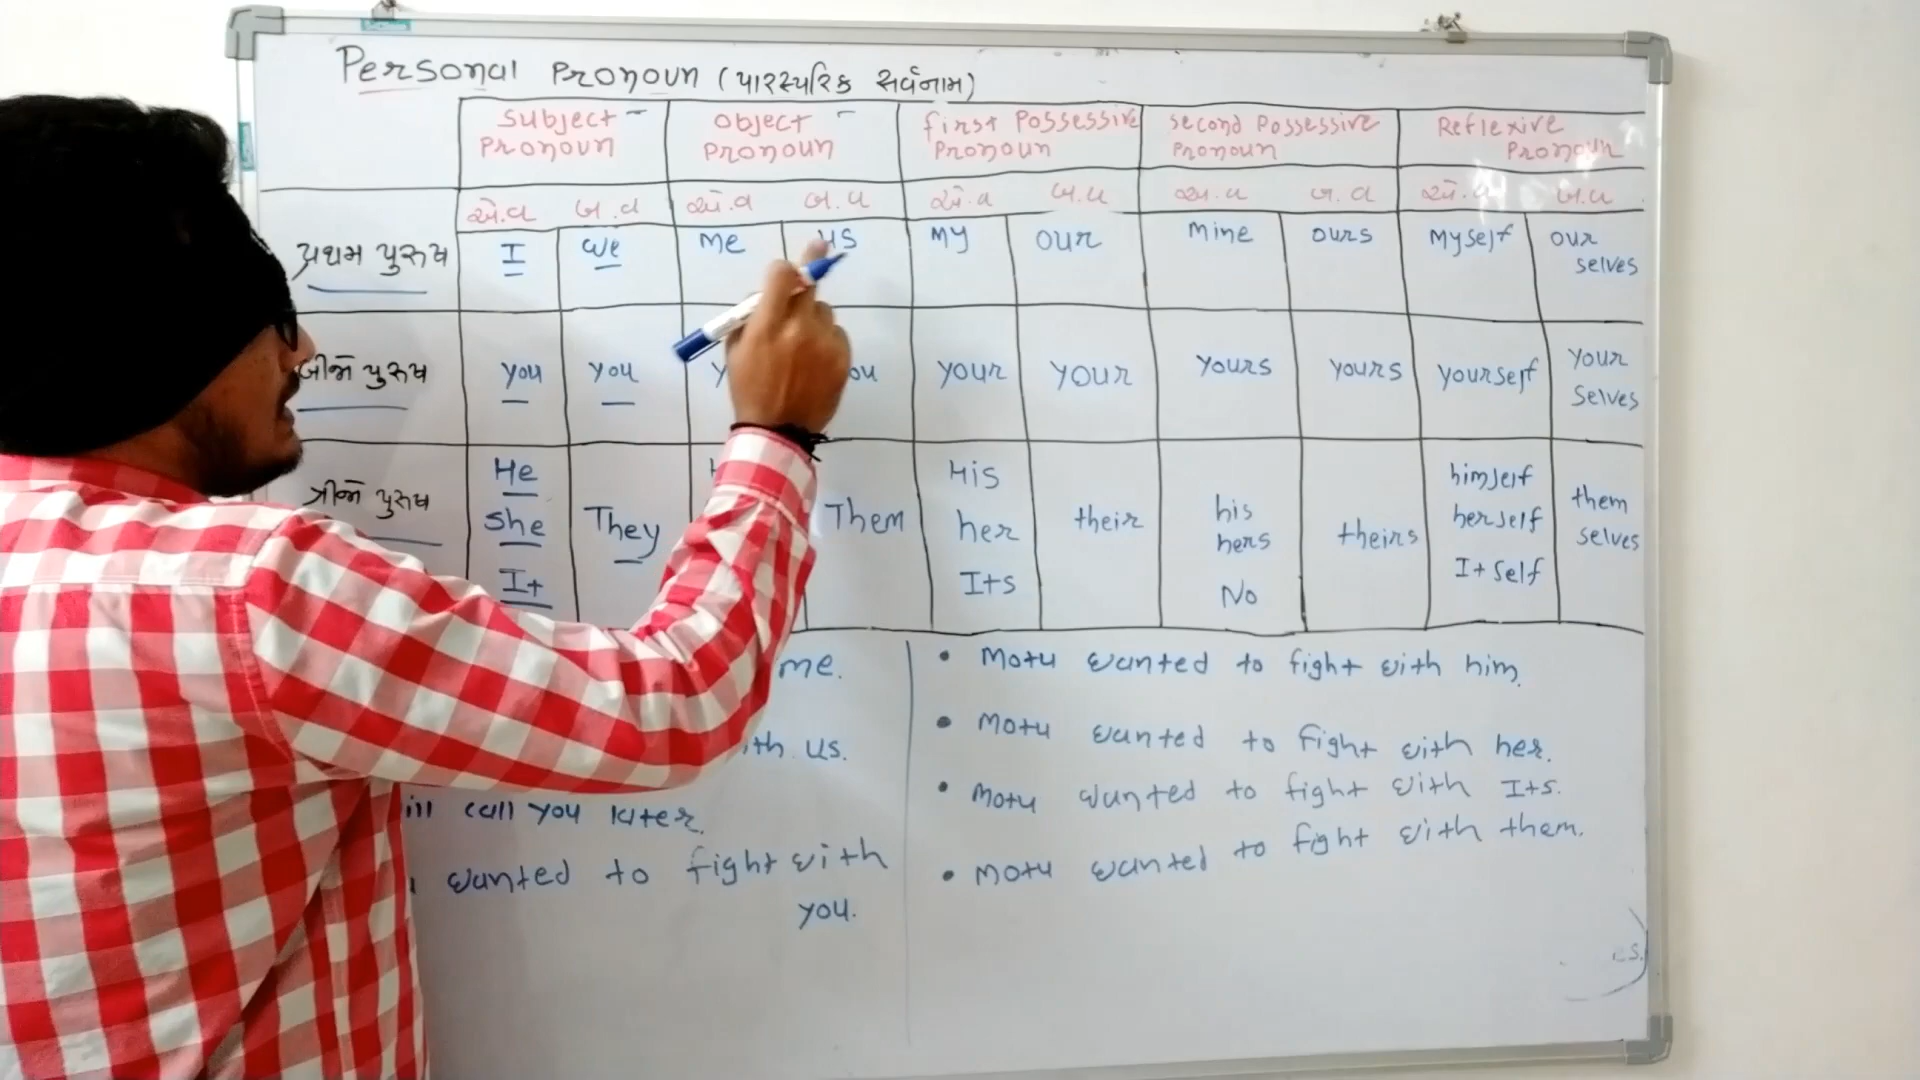 Personal Pronoun (પારસ્પરિક સર્વનામ)
Subject Pronoun
Object Pronoun
first Possessive Pronoun
second Possessive Pronoun
Reflexive Pronoun
એ.વ બ.વ એ.વ બ.વ એ.વ બ.વ એ.વ બ.વ એ.વ બ.વ
પ્રથમ પુરુષ I we me us my our mine ours myself our selves
બીજો પુરુષ you you your your yours yours yourself your selves
ત્રીજો પુરુષ
He
She
It
They
Them
His
her
Its
their
his
hers
No
theirs
himself
herself
Itself
them
selves
me.
us.
call you later.
wanted to fight with
you.
• Motu wanted to fight with him.
• Motu wanted to fight with her.
• Motu wanted to fight with Its.
• Motu wanted to fight with them.